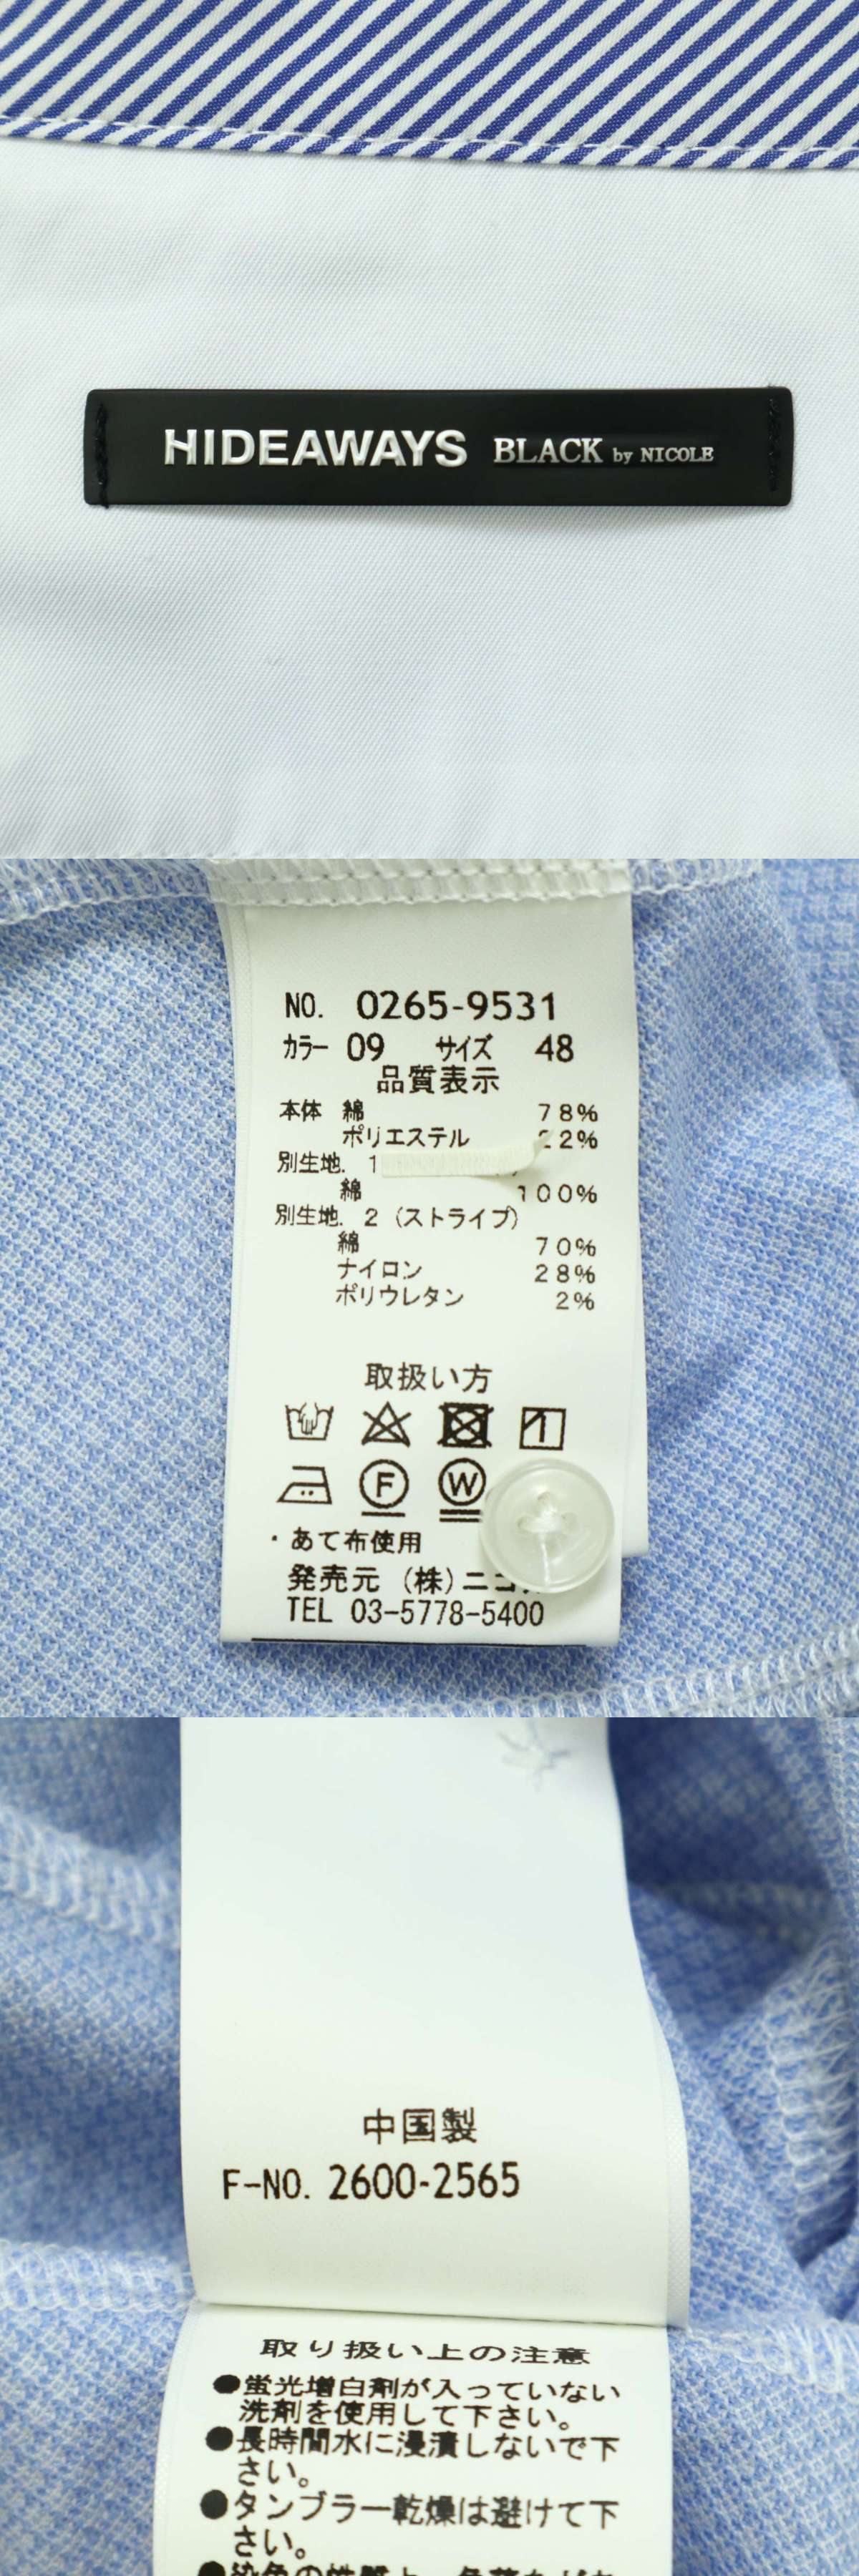 HIDEAWAYS BLACK by NICOLE
NO. 0265-9531
カラー 09 サイズ 48
品質表示
本体 綿 78%
ポリエステル 22%
別生地. 1
綿 100%
別生地. 2 (ストライプ)
綿 70%
ナイロン 28%
ポリウレタン 2%
取扱い方
F W
・あて布使用
発売元 (株)ニコ
TEL 03-5778-5400
中国製
F-NO. 2600-2565
取り扱い上の注意
●蛍光増白剤が入っていない
洗剤を使用して下さい。
●長時間水に浸漬しないで下
さい。
●タンブラー乾燥は避けて下
さい。